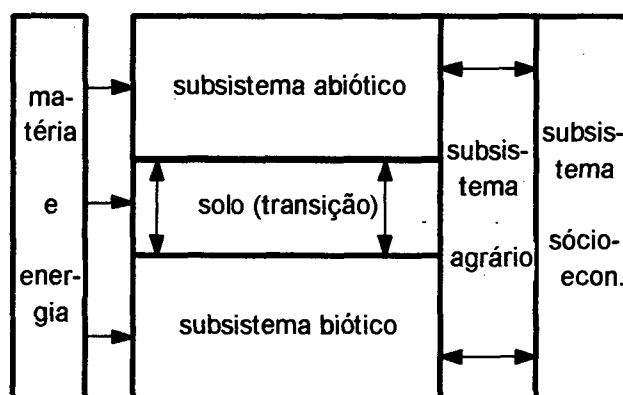 ma-
téria
e
ener-
gia
subsistema abiótico
solo (transição)
subsistema biótico
subsis-
tema
agrário
subsis-
tema
sócio-
econ.